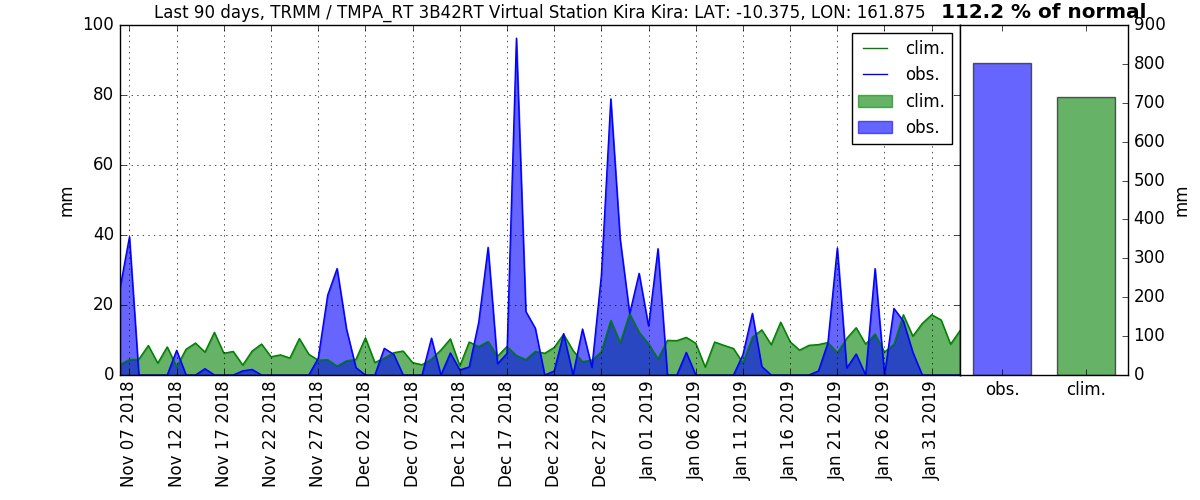 Last 90 days, TRMM / TMPA_RT 3B42RT Virtual Station Kira Kira: LAT: -10.375, LON: 161.875 112.2 % of normal
100
80
60
40
20
0
mm
clim.
obs.
clim.
obs.
900
800
700
600
500
400
300
200
100
0
mm
Nov 07 2018
Nov 12 2018
Nov 17 2018
Nov 22 2018
Nov 27 2018
Dec 02 2018
Dec 07 2018
Dec 12 2018
Dec 17 2018
Dec 22 2018
Dec 27 2018
Jan 01 2019
Jan 06 2019
Jan 11 2019
Jan 16 2019
Jan 21 2019
Jan 26 2019
Jan 31 2019
obs.
clim.